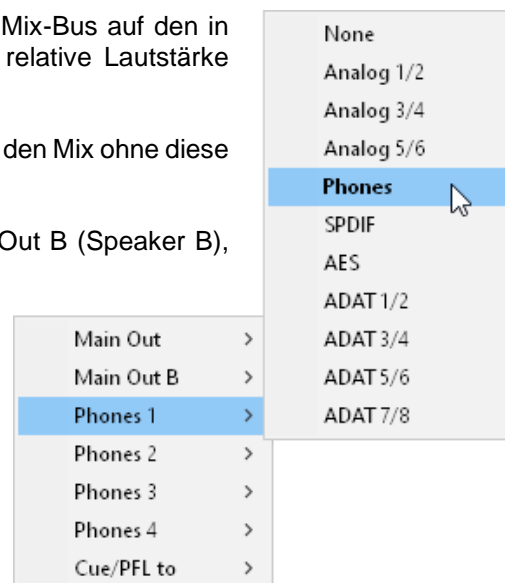 Mix-Bus auf den in
relative Lautstärke
den Mix ohne diese
Out B (Speaker B),
None
Analog 1/2
Analog 3/4
Analog 5/6
Phones
SPDIF
AES
ADAT 1/2
ADAT 3/4
ADAT 5/6
ADAT 7/8
Main Out >
Main Out B >
Phones 1 >
Phones 2 >
Phones 3 >
Phones 4 >
Cue/PFL to >